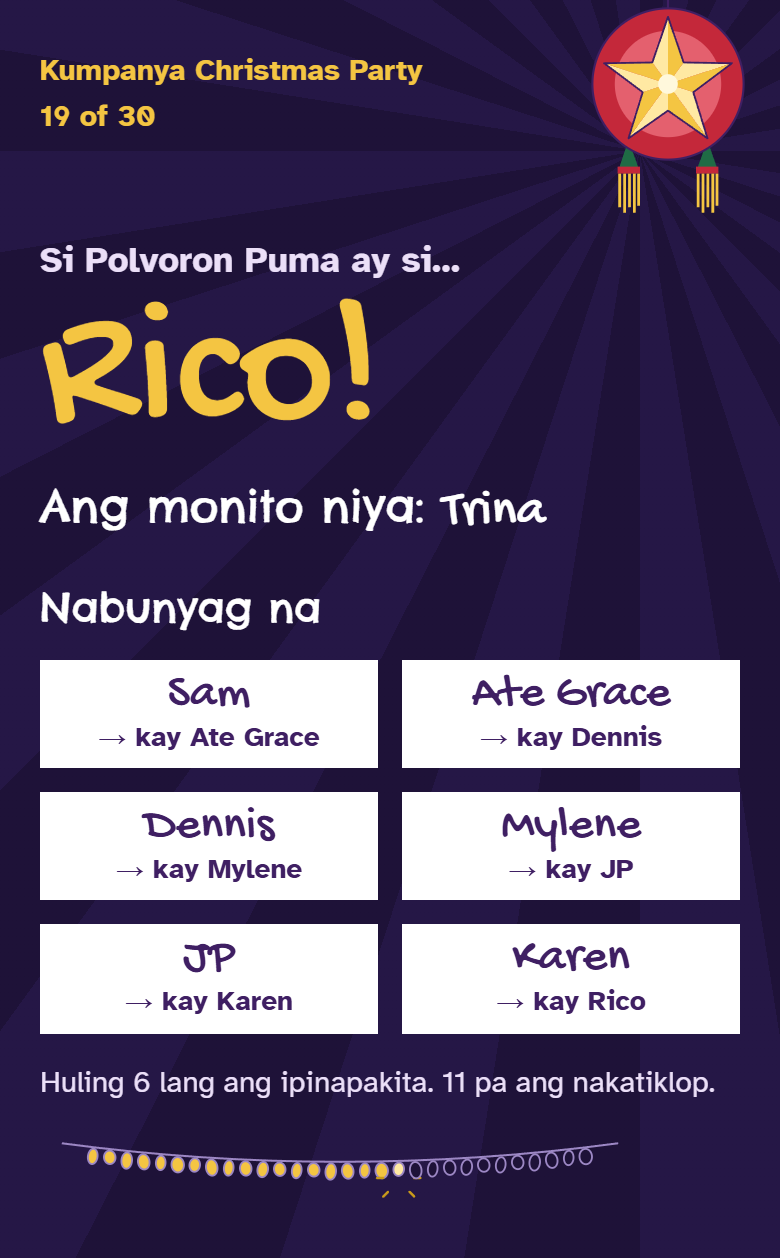 Kumpanya Christmas Party
19 of 30
Si Polvoron Puma ay si...
Rico!
Ang monito niya: Trina
Nabunyag na
Sam
→ kay Ate Grace
Ate Grace
→ kay Dennis
Dennis
→ kay Mylene
Mylene
→ kay JP
JP
→ kay Karen
Karen
→ kay Rico
Huling 6 lang ang ipinapakita. 11 pa ang nakatiklop.